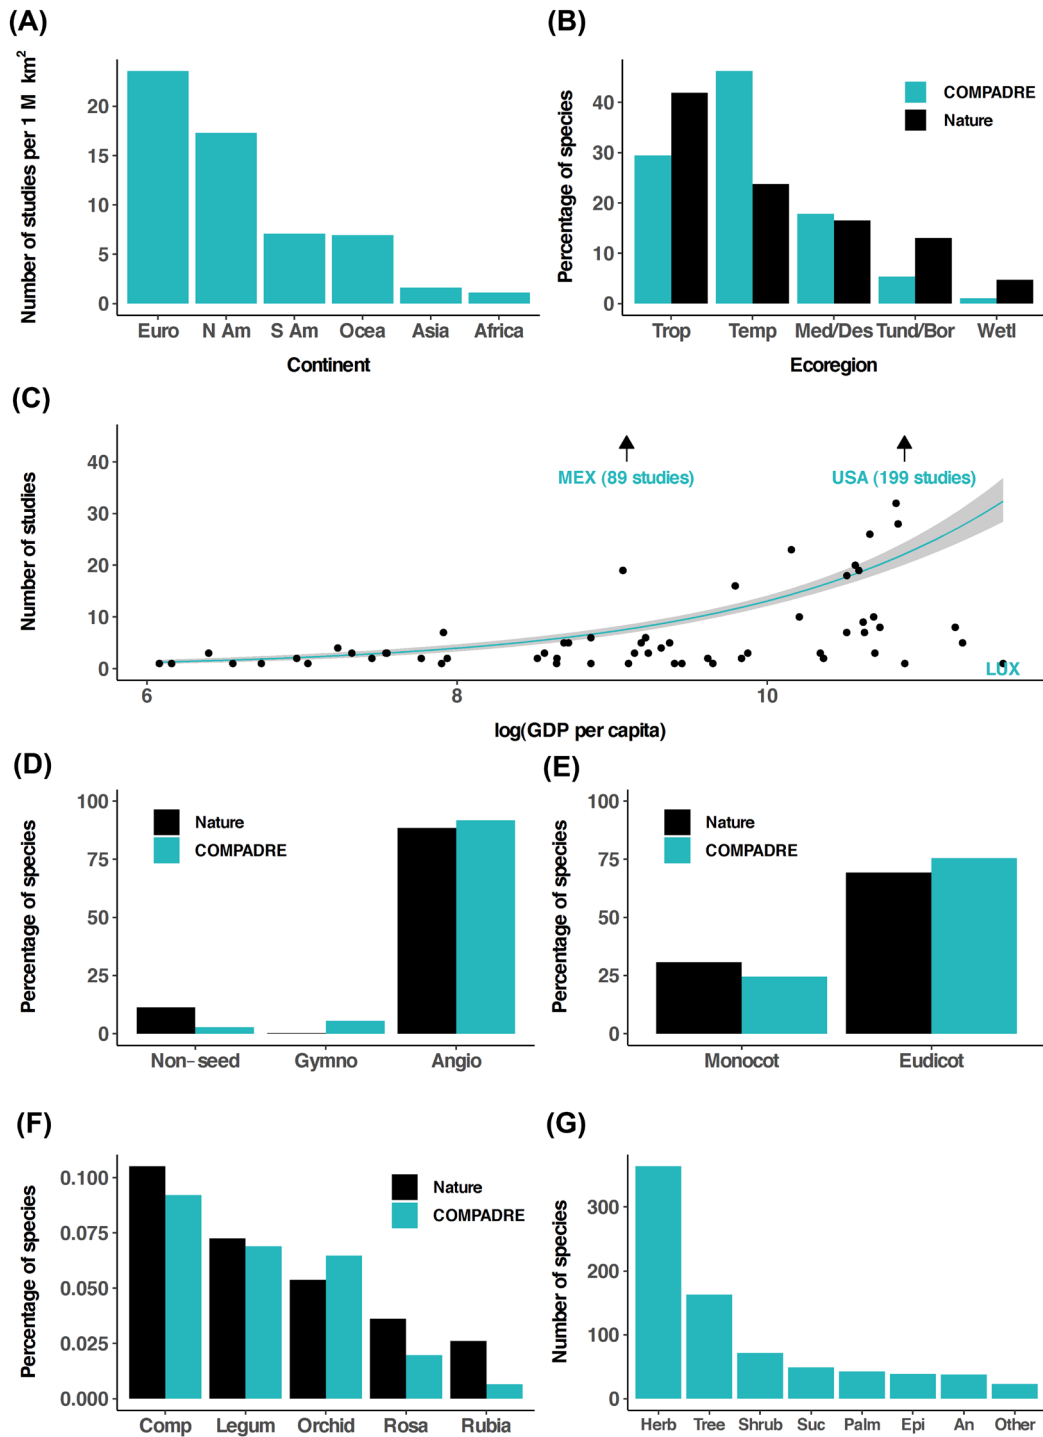 (A)
Number of studies per 1 M km²
20
15
10
5
0
Euro N Am S Am Ocea Asia Africa
Continent
(B)
Percentage of species
40
30
20
10
0
COMPADRE
Nature
Trop Temp Med/Des Tund/Bor Wetl
Ecoregion
(C)
Number of studies
40
30
20
10
0
MEX (89 studies)
USA (199 studies)
LUX
6 8 10
log(GDP per capita)
(D)
Percentage of species
100
75
50
25
0
Nature
COMPADRE
Non-seed Gymno Angio
(E)
Percentage of species
100
75
50
25
0
Nature
COMPADRE
Monocot Eudicot
(F)
Percentage of species
0.100
0.075
0.050
0.025
0.000
Nature
COMPADRE
Comp Legum Orchid Rosa Rubia
(G)
Number of species
300
200
100
0
Herb Tree Shrub Suc Palm Epi An Other